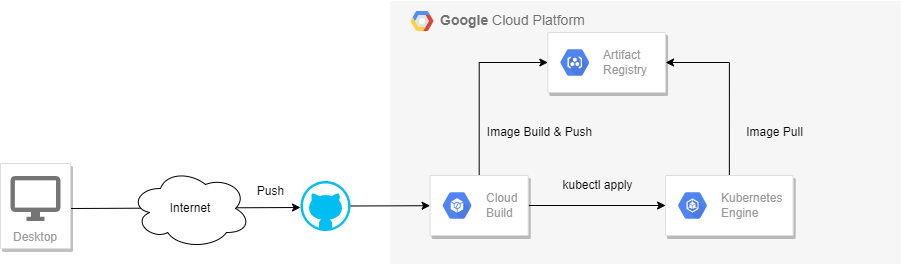 Google Cloud Platform
Artifact
Registry
Image Build & Push
Image Pull
Desktop
Internet
Push
Cloud
Build
kubectl apply
Kubernetes
Engine